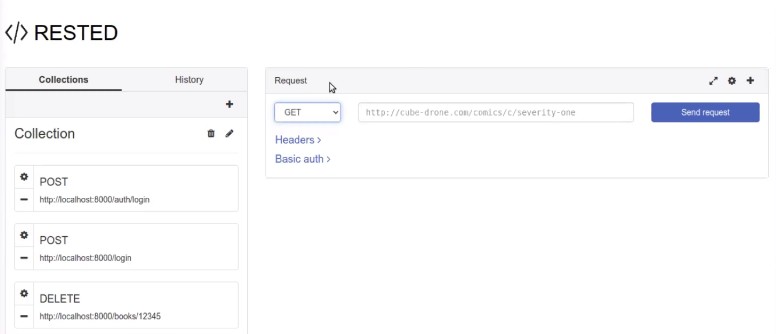 </> RESTED
Collections History
Request
Collection
GET http://cube-drone.com/comics/c/severity-one Send request
Headers >
Basic auth >
POST
http://localhost:8000/auth/login
POST
http://localhost:8000/login
DELETE
http://localhost:8000/books/12345